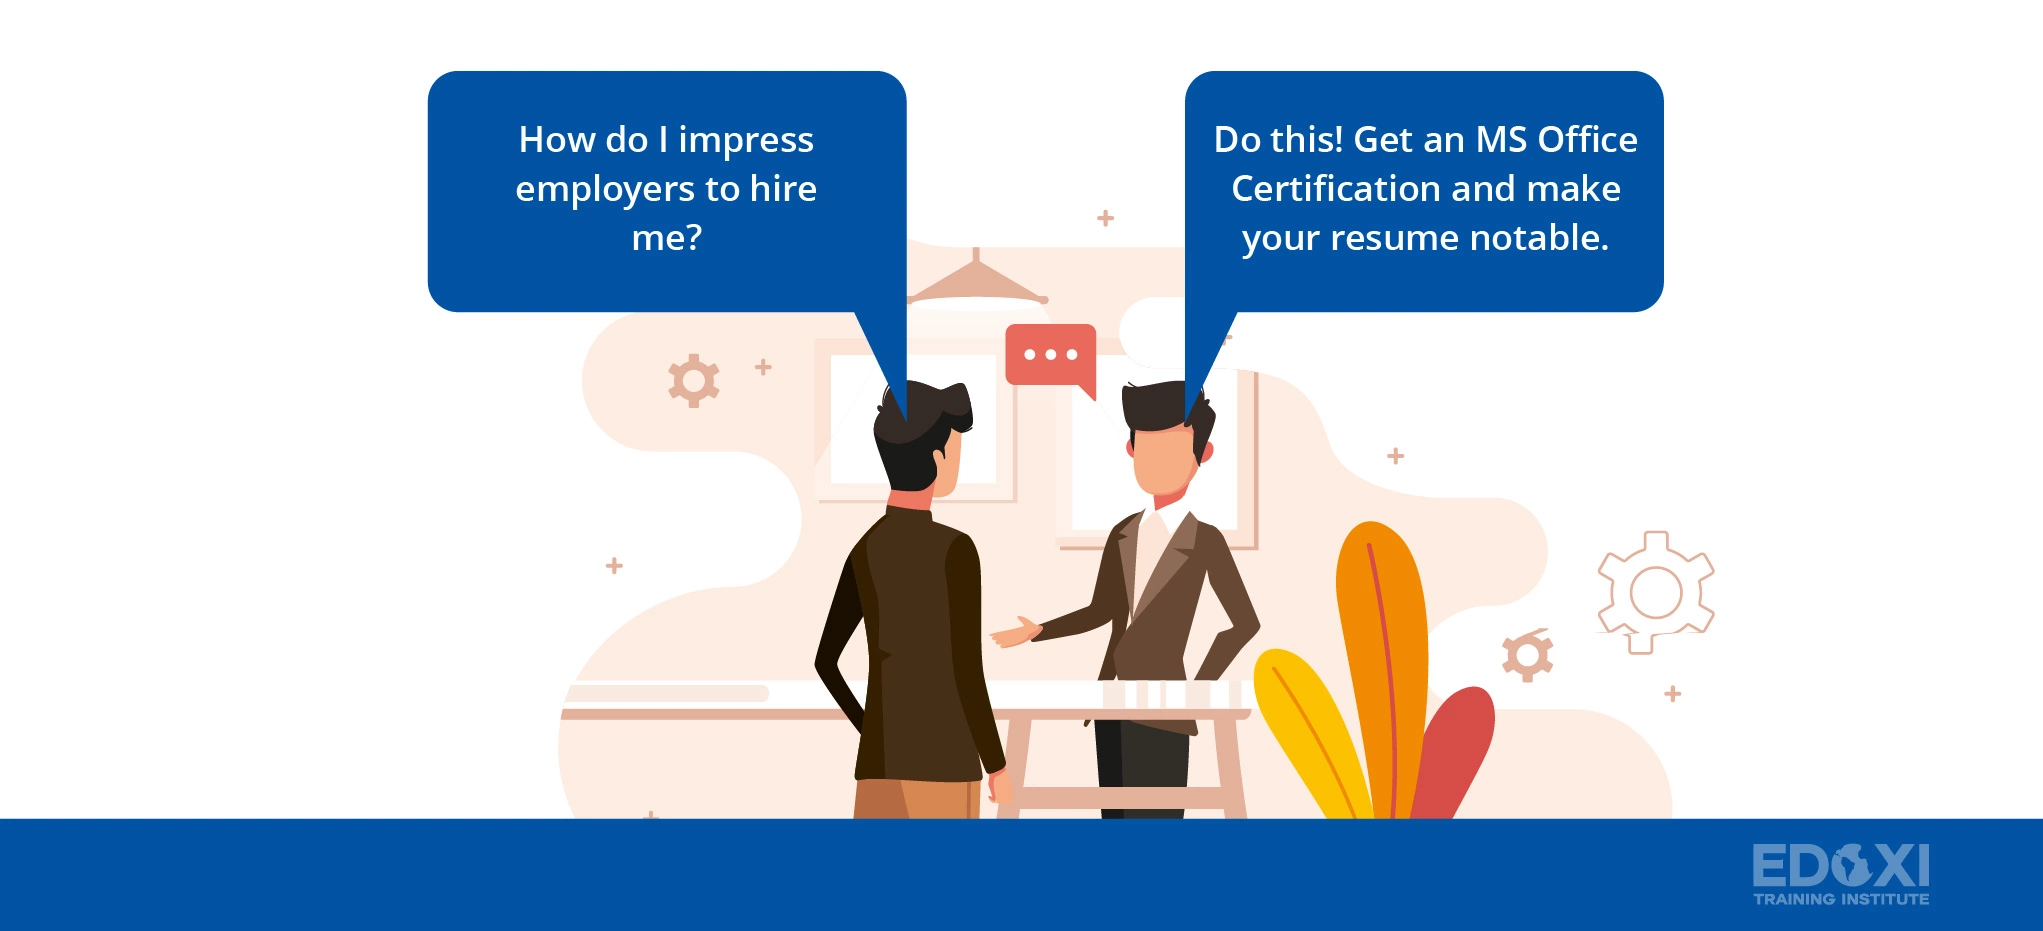 How do I impress
employers to hire
me?
Do this! Get an MS Office
Certification and make
your resume notable.
EDOXI
TRAINING INSTITUTE